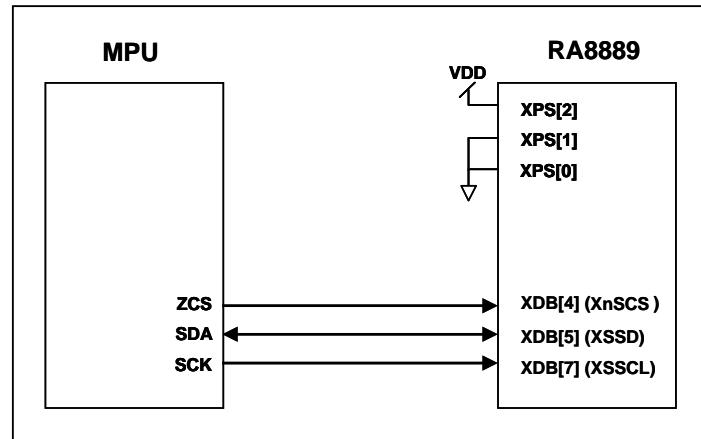 MPU
RA8889
VDD
XPS[2]
XPS[1]
XPS[0]
ZCS
XDB[4] (XnSCS )
SDA
XDB[5] (XSSD)
SCK
XDB[7] (XSSCL)